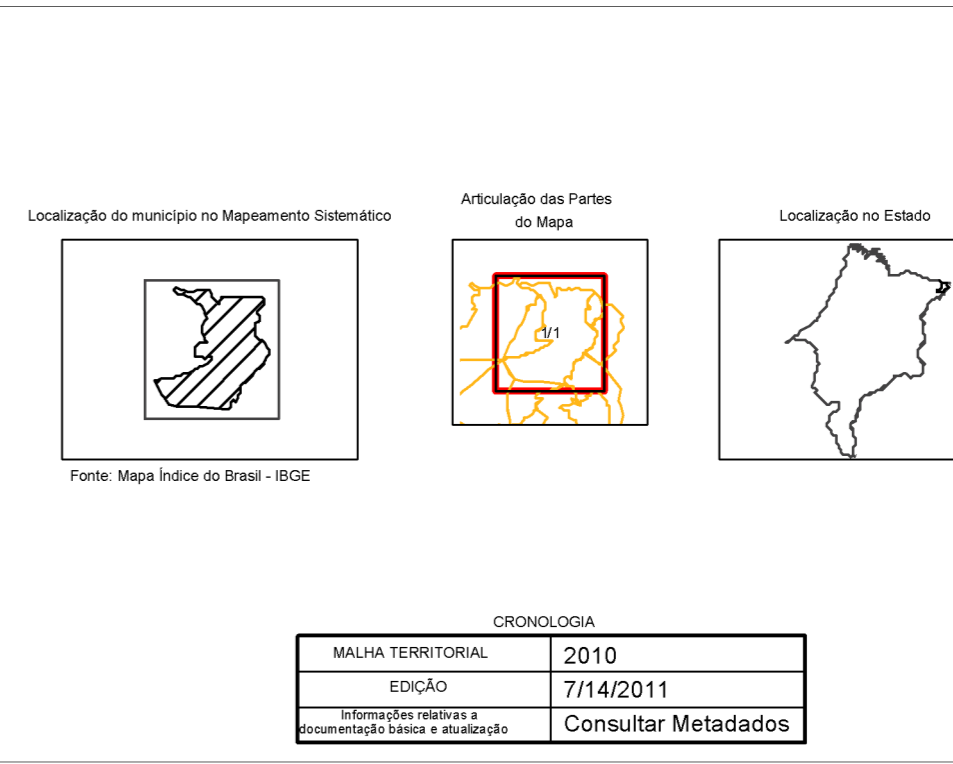 Localização do município no Mapeamento Sistemático
Articulação das Partes
do Mapa
Localização no Estado
1/1
Fonte: Mapa Índice do Brasil - IBGE
CRONOLOGIA
MALHA TERRITORIAL 2010
EDIÇÃO 7/14/2011
Informações relativas a
documentação básica e atualização Consultar Metadados